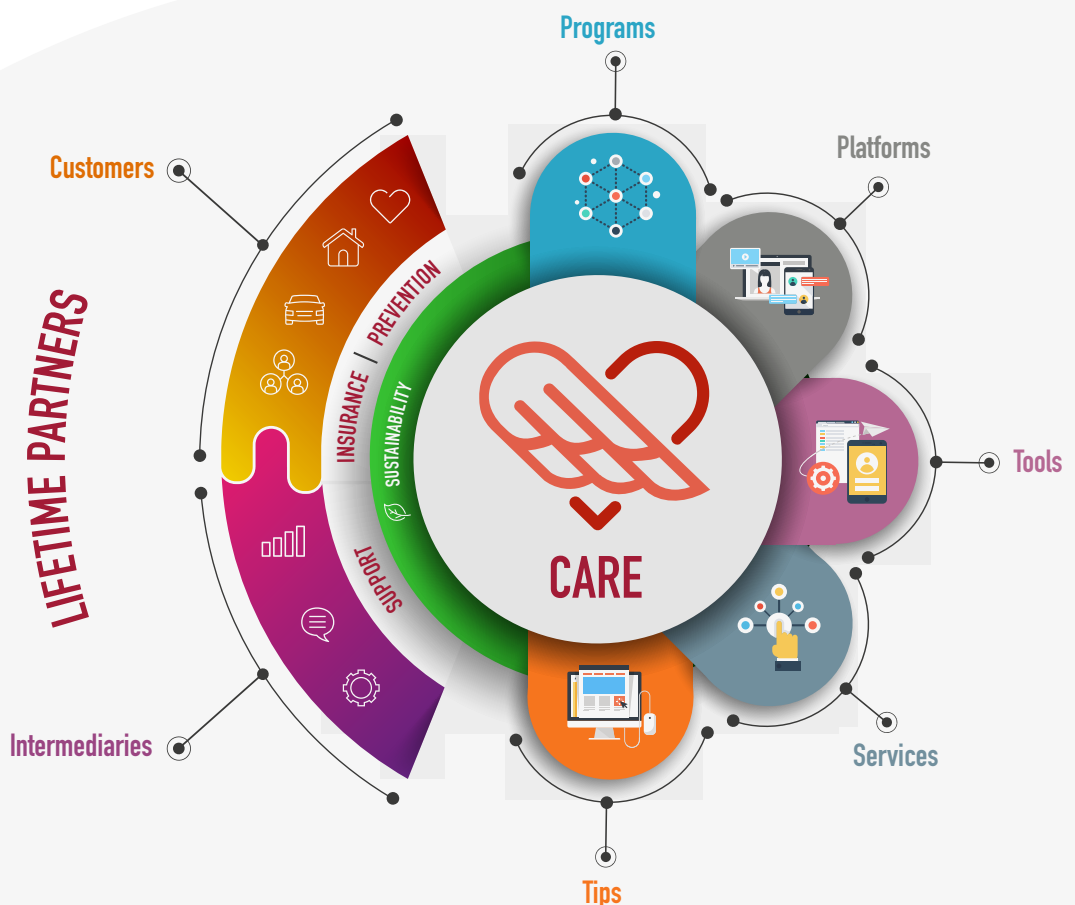 Programs
Platforms
Customers
LIFETIME PARTNERS
INSURANCE | PREVENTION
SUSTAINABILITY
SUPPORT
CARE
Tools
Intermediaries
Services
Tips